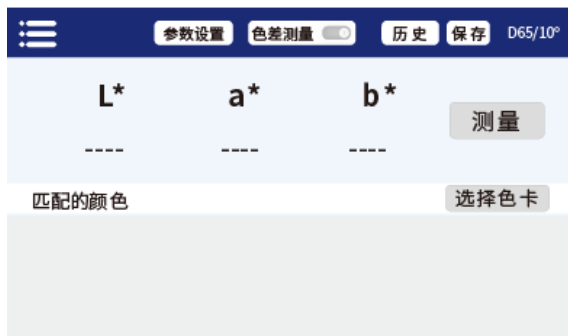 参数设置 色差测量 历史 保存 D65/10°
L* a* b*
测量
---- ---- ----
匹配的颜色 选择色卡